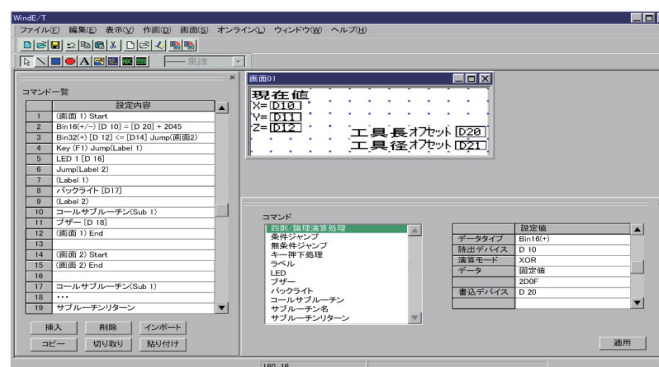 WindE/T
ファイル(F) 編集(E) 表示(V) 作画(D) 画面(S) オンライン(L) ウィンドウ(W) ヘルプ(H)
黒線
コマンド一覧
設定内容
1 (画面 1) Start
2 Bin16(+/-) [D 10] = [D 20] + 2045
3 Bin32(+) [D 12] <= [D14] Jump(画面2)
4 Key (F1) Jump(Label 1)
5 LED 1 [D 16]
6 Jump(Label 2)
7 (Label 1)
8 バックライト [D17]
9 (Label 2)
10 コールサブルーチン(Sub 1)
11 ブザー [D 18]
12 (画面 1) End
13
14 (画面 2) Start
15 (画面 2) End
16
17 コールサブルーチン(Sub 1)
18 ・・・
19 サブルーチンリターン
挿入 削除 インポート
コピー 切り取り 貼り付け
画面01
現在値
X=D10
Y=D11
Z=D12
工具長オフセット D20
工具径オフセット D21
コマンド
四則/論理演算処理
条件ジャンプ
無条件ジャンプ
キー押下処理
ラベル
LED
ブザー
バックライト
コールサブルーチン
サブルーチン名
サブルーチンリターン
設定値
データタイプ Bin16(+)
読出デバイス D 10
演算モード XOR
データ 固定値
2D0F
書込デバイス D 20
適用
160, 16